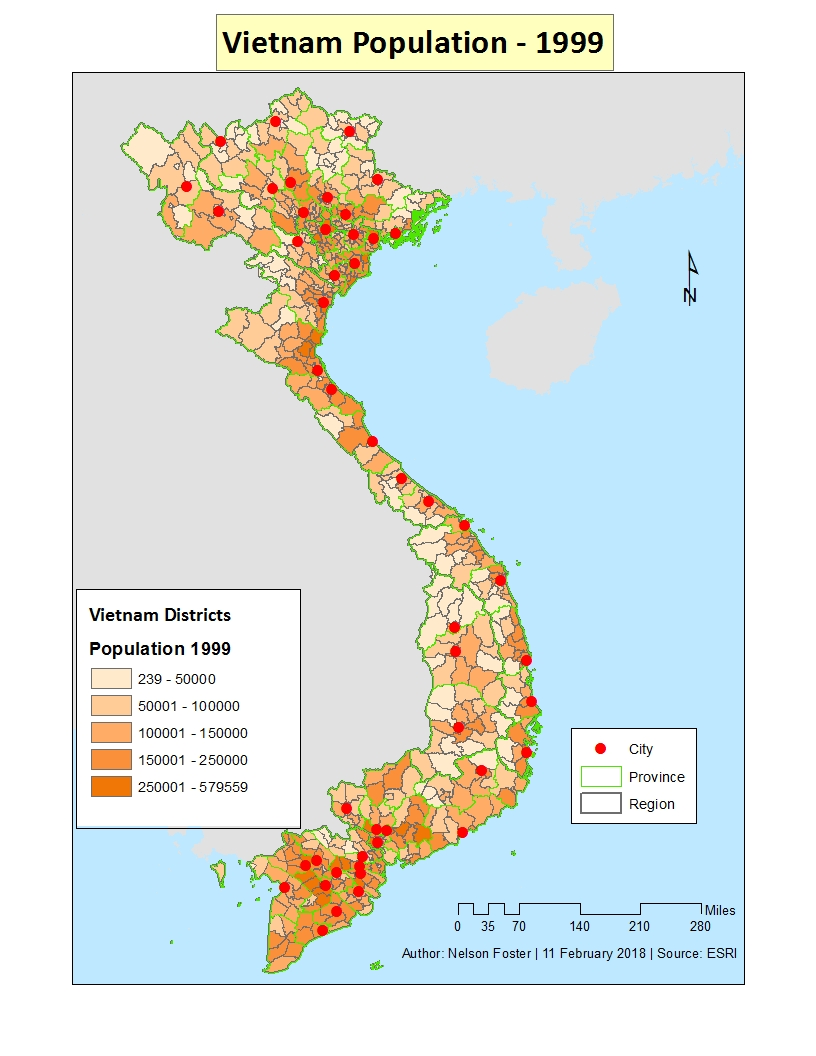 Vietnam Population - 1999
N
Vietnam Districts
Population 1999
239 - 50000
50001 - 100000
100001 - 150000
150001 - 250000
250001 - 579559
City
Province
Region
Miles
0 35 70 140 210 280
Author: Nelson Foster | 11 February 2018 | Source: ESRI